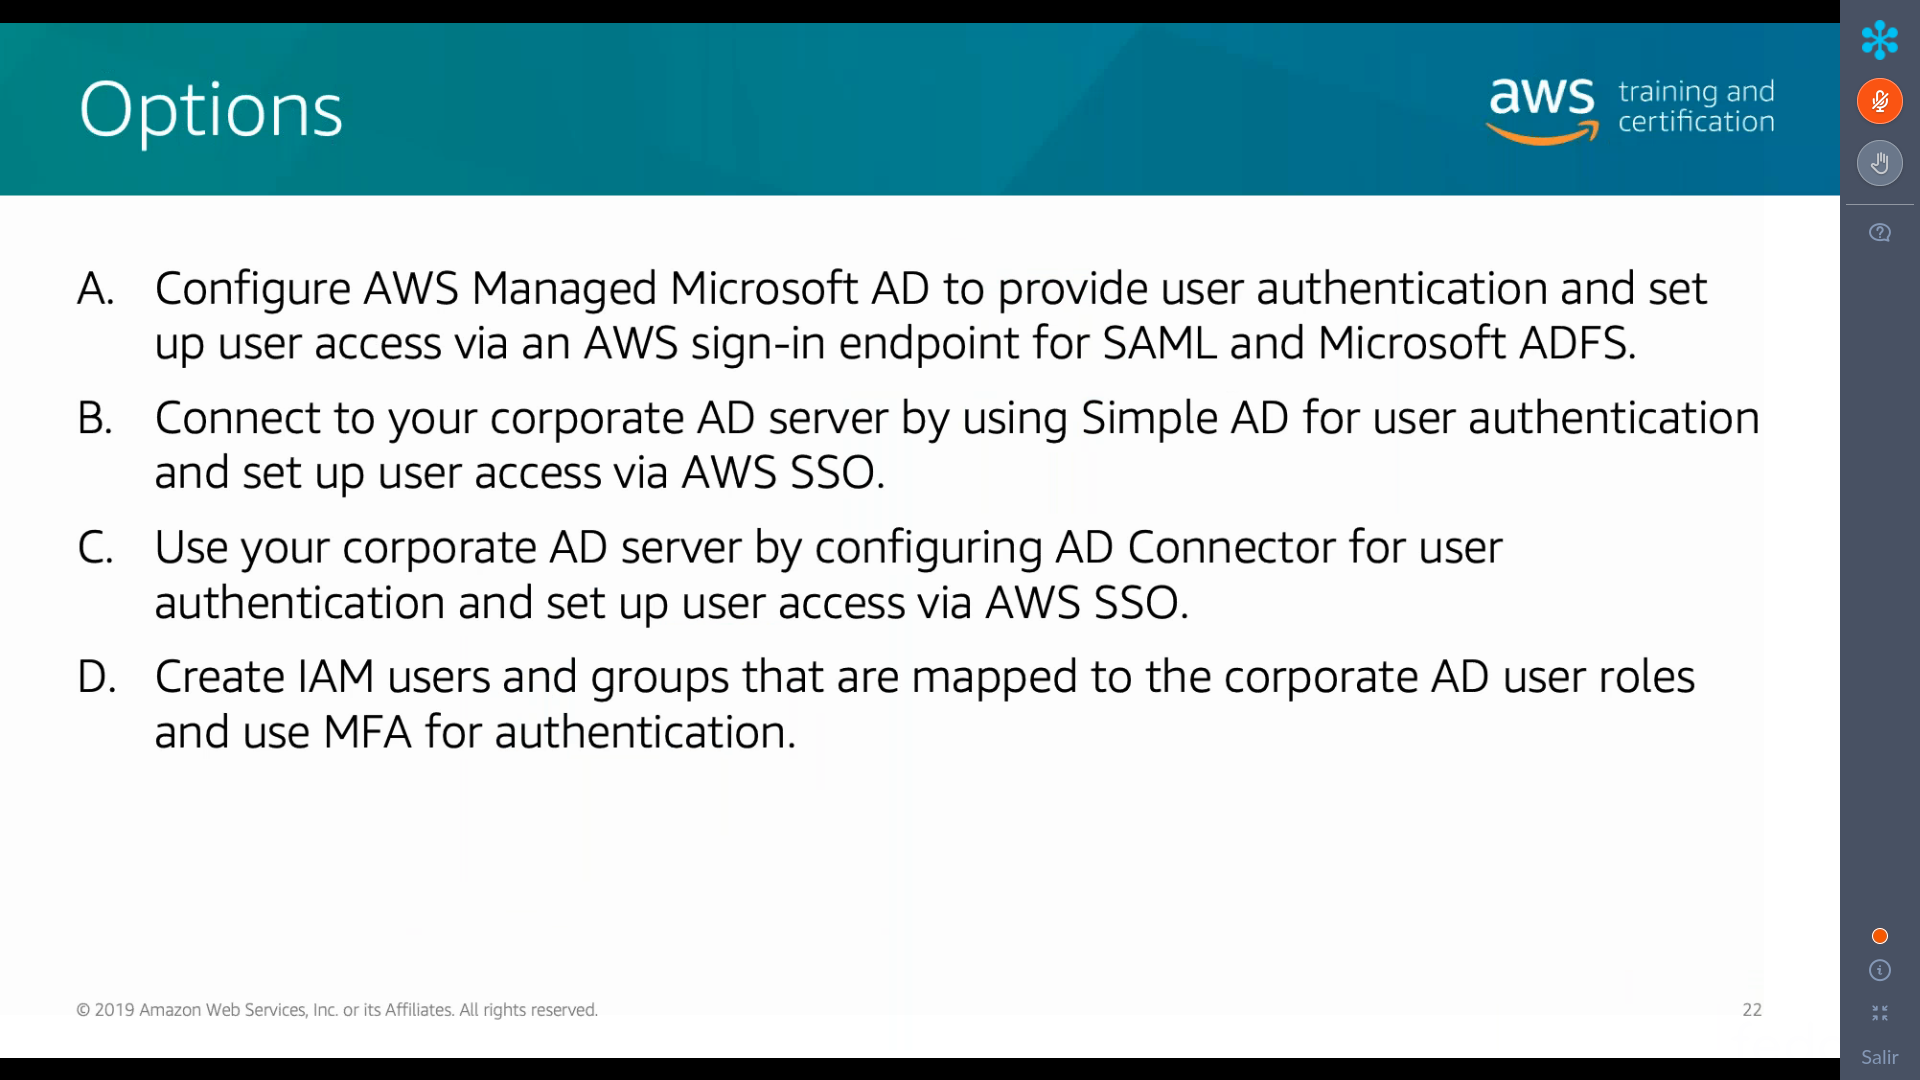 Options
aws training and
certification
A. Configure AWS Managed Microsoft AD to provide user authentication and set
up user access via an AWS sign-in endpoint for SAML and Microsoft ADFS.
B. Connect to your corporate AD server by using Simple AD for user authentication
and set up user access via AWS SSO.
C. Use your corporate AD server by configuring AD Connector for user
authentication and set up user access via AWS SSO.
D. Create IAM users and groups that are mapped to the corporate AD user roles
and use MFA for authentication.
© 2019 Amazon Web Services, Inc. or its Affiliates. All rights reserved.
22
Salir